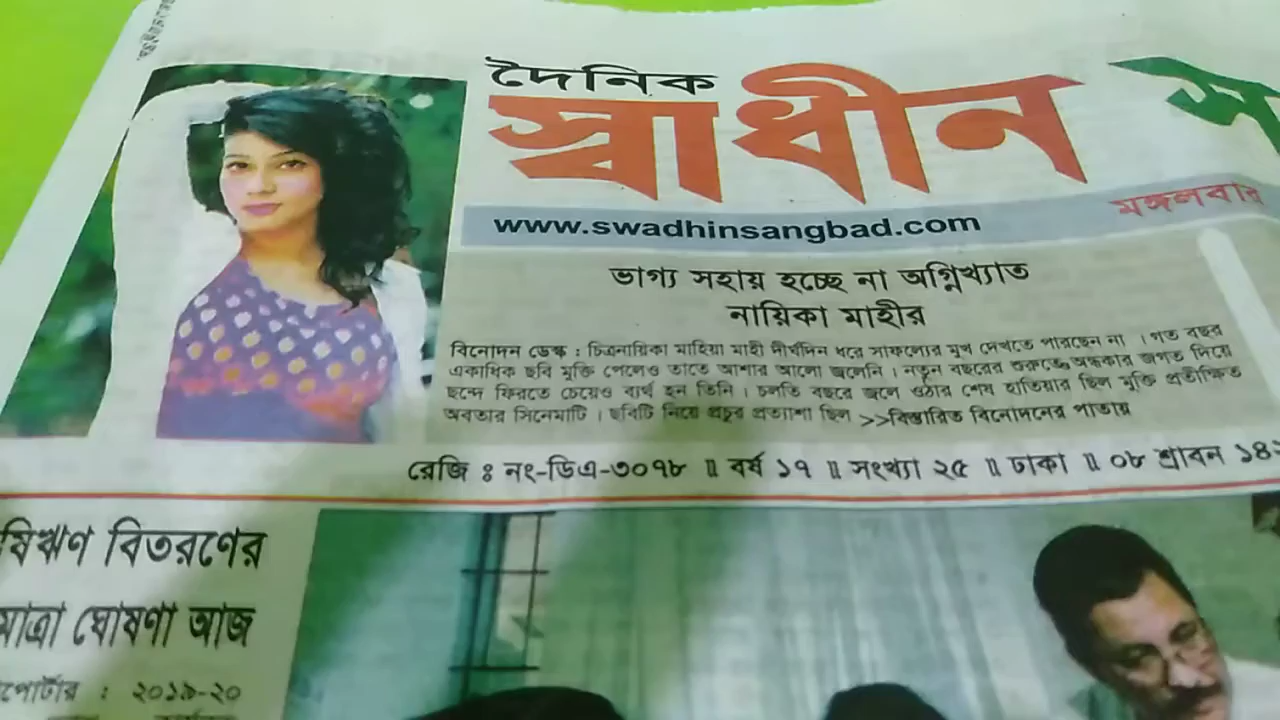 দৈনিক
স্বাধীন স
www.swadhinsangbad.com
মঙ্গলবার
ভাগ্য সহায় হচ্ছে না অগ্নিখ্যাত
নায়িকা মাহীর
বিনোদন ডেস্ক : চিত্রনায়িকা মাহিয়া মাহী দীর্ঘদিন ধরে সাফল্যের মুখ দেখতে পারছেন না । গত বছর
একাধিক ছবি মুক্তি পেলেও তাতে আশার আলো জলেনি । নতুন বছরের শুরুতে অন্ধকার জগত দিয়ে
ছন্দে ফিরতে চেয়েও ব্যর্থ হন তিনি । চলতি বছরে জলে ওঠার শেষ হাতিয়ার ছিল মুক্তি প্রতীক্ষিত
অবতার সিনেমাটি । ছবিটি নিয়ে প্রচুর প্রত্যাশা ছিল >>বিস্তারিত বিনোদনের পাতায়
রেজি ঃ নং-ডিএ-৩০৭৮ ॥ বর্ষ ১৭ ॥ সংখ্যা ২৫ ॥ ঢাকা ॥ ০৮ শ্রাবন ১৪২
ষিঋণ বিতরণের
মাত্রা ঘোষণা আজ
পোর্টার : ২০১৯-২০